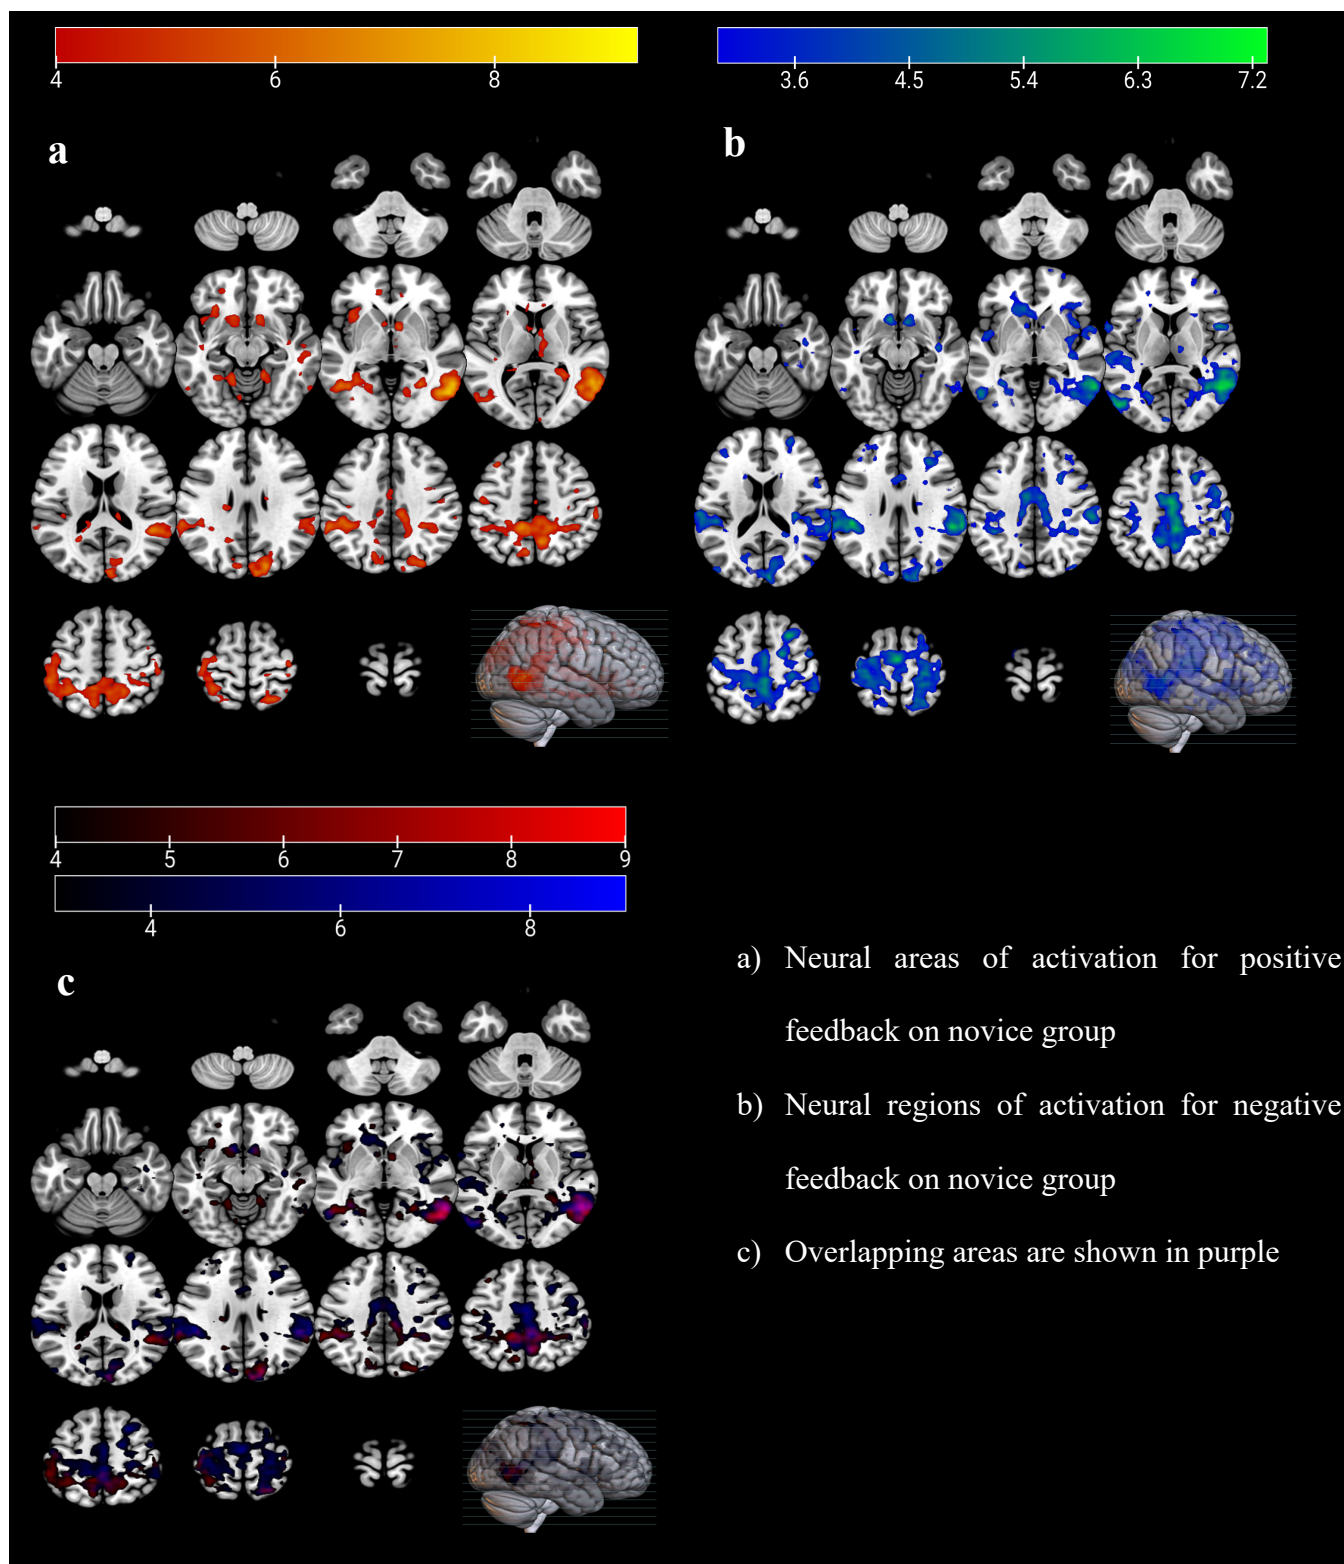 4 6 8
3.6 4.5 5.4 6.3 7.2
a
b
4 5 6 7 8 9
4 6 8
c
a) Neural areas of activation for positive
feedback on novice group
b) Neural regions of activation for negative
feedback on novice group
c) Overlapping areas are shown in purple